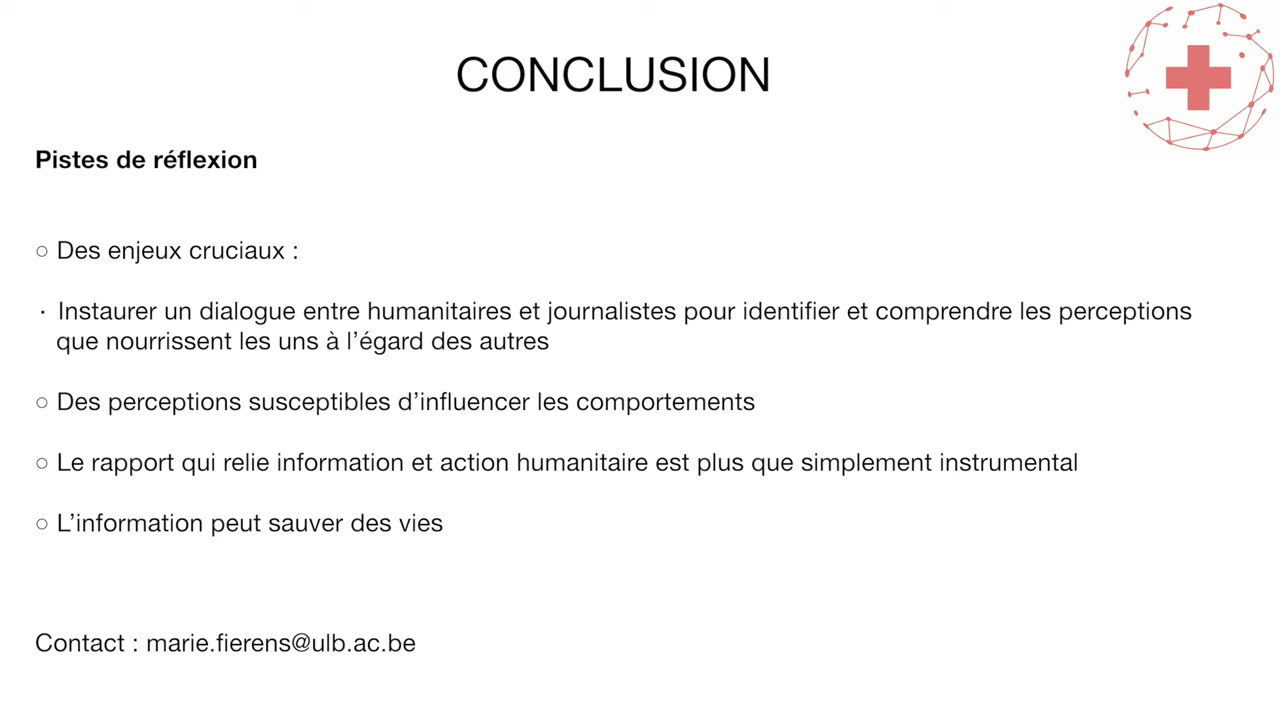 CONCLUSION
Pistes de réflexion
○ Des enjeux cruciaux :
· Instaurer un dialogue entre humanitaires et journalistes pour identifier et comprendre les perceptions
que nourrissent les uns à l’égard des autres
○ Des perceptions susceptibles d’influencer les comportements
○ Le rapport qui relie information et action humanitaire est plus que simplement instrumental
○ L’information peut sauver des vies
Contact : marie.fierens@ulb.ac.be